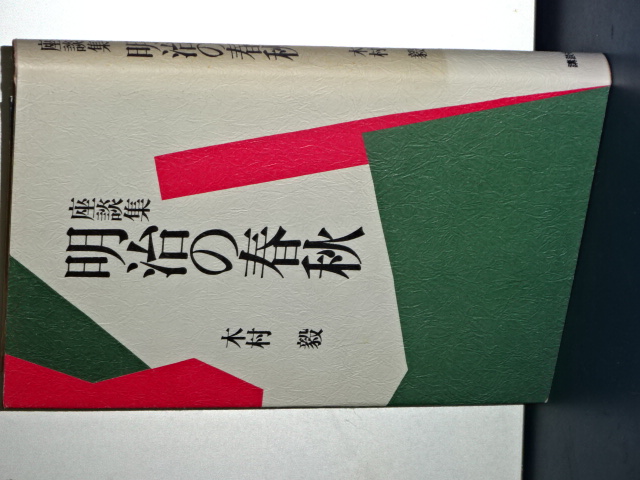 座談集
明治の春秋
木村 毅
座談集
明治の春秋
木村 毅